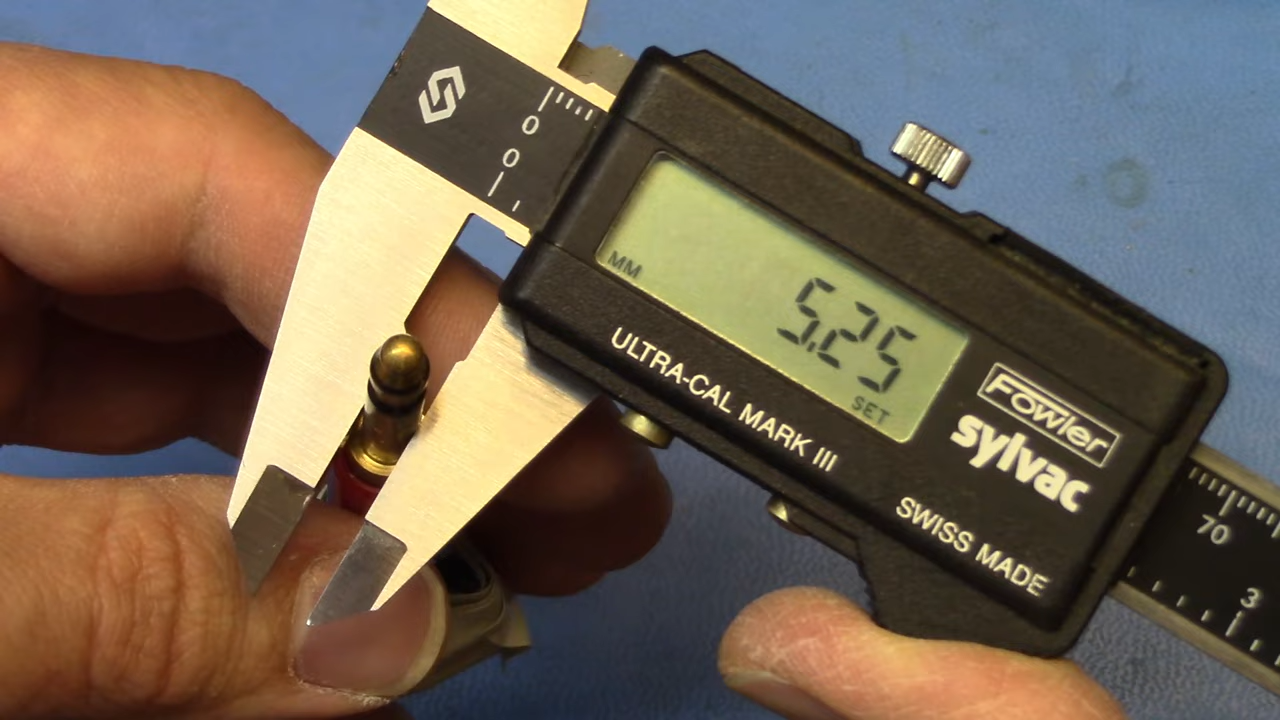 0
0
MM
5.25
SET
ULTRA-CAL MARK III
Fowler
sylvac
SWISS MADE
70
3